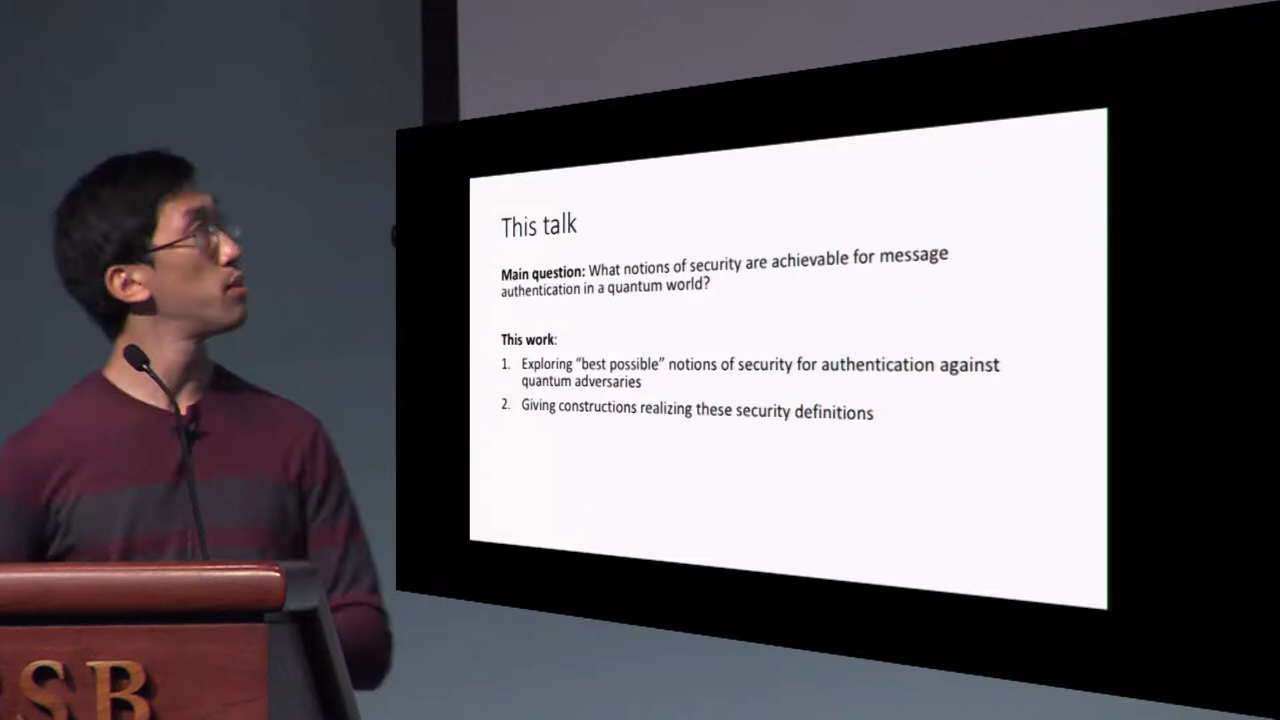 This talk
Main question: What notions of security are achievable for message
authentication in a quantum world?
This work:
1. Exploring “best possible” notions of security for authentication against
quantum adversaries
2. Giving constructions realizing these security definitions
SB